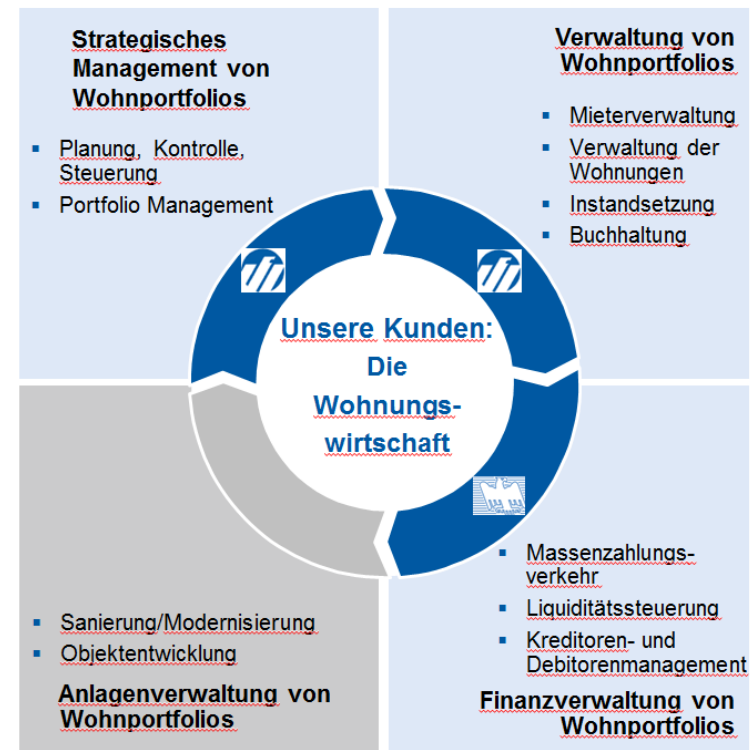 Strategisches
Management von
Wohnportfolios
Planung, Kontrolle,
Steuerung
Portfolio Management
Verwaltung von
Wohnportfolios
Mieterverwaltung
Verwaltung der
Wohnungen
Instandsetzung
Buchhaltung
Unsere Kunden:
Die
Wohnungs-
wirtschaft
Sanierung/Modernisierung
Objektentwicklung
Anlagenverwaltung von
Wohnportfolios
Massenzahlungs-
verkehr
Liquiditätssteuerung
Kreditoren- und
Debitorenmanagement
Finanzverwaltung von
Wohnportfolios